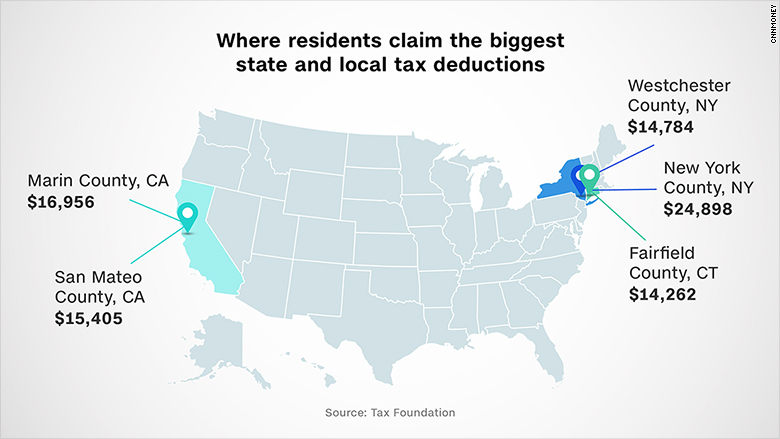 Where residents claim the biggest
state and local tax deductions
CNNMONEY
Westchester
County, NY
$14,784
New York
County, NY
$24,898
Fairfield
County, CT
$14,262
Marin County, CA
$16,956
San Mateo
County, CA
$15,405
Source: Tax Foundation